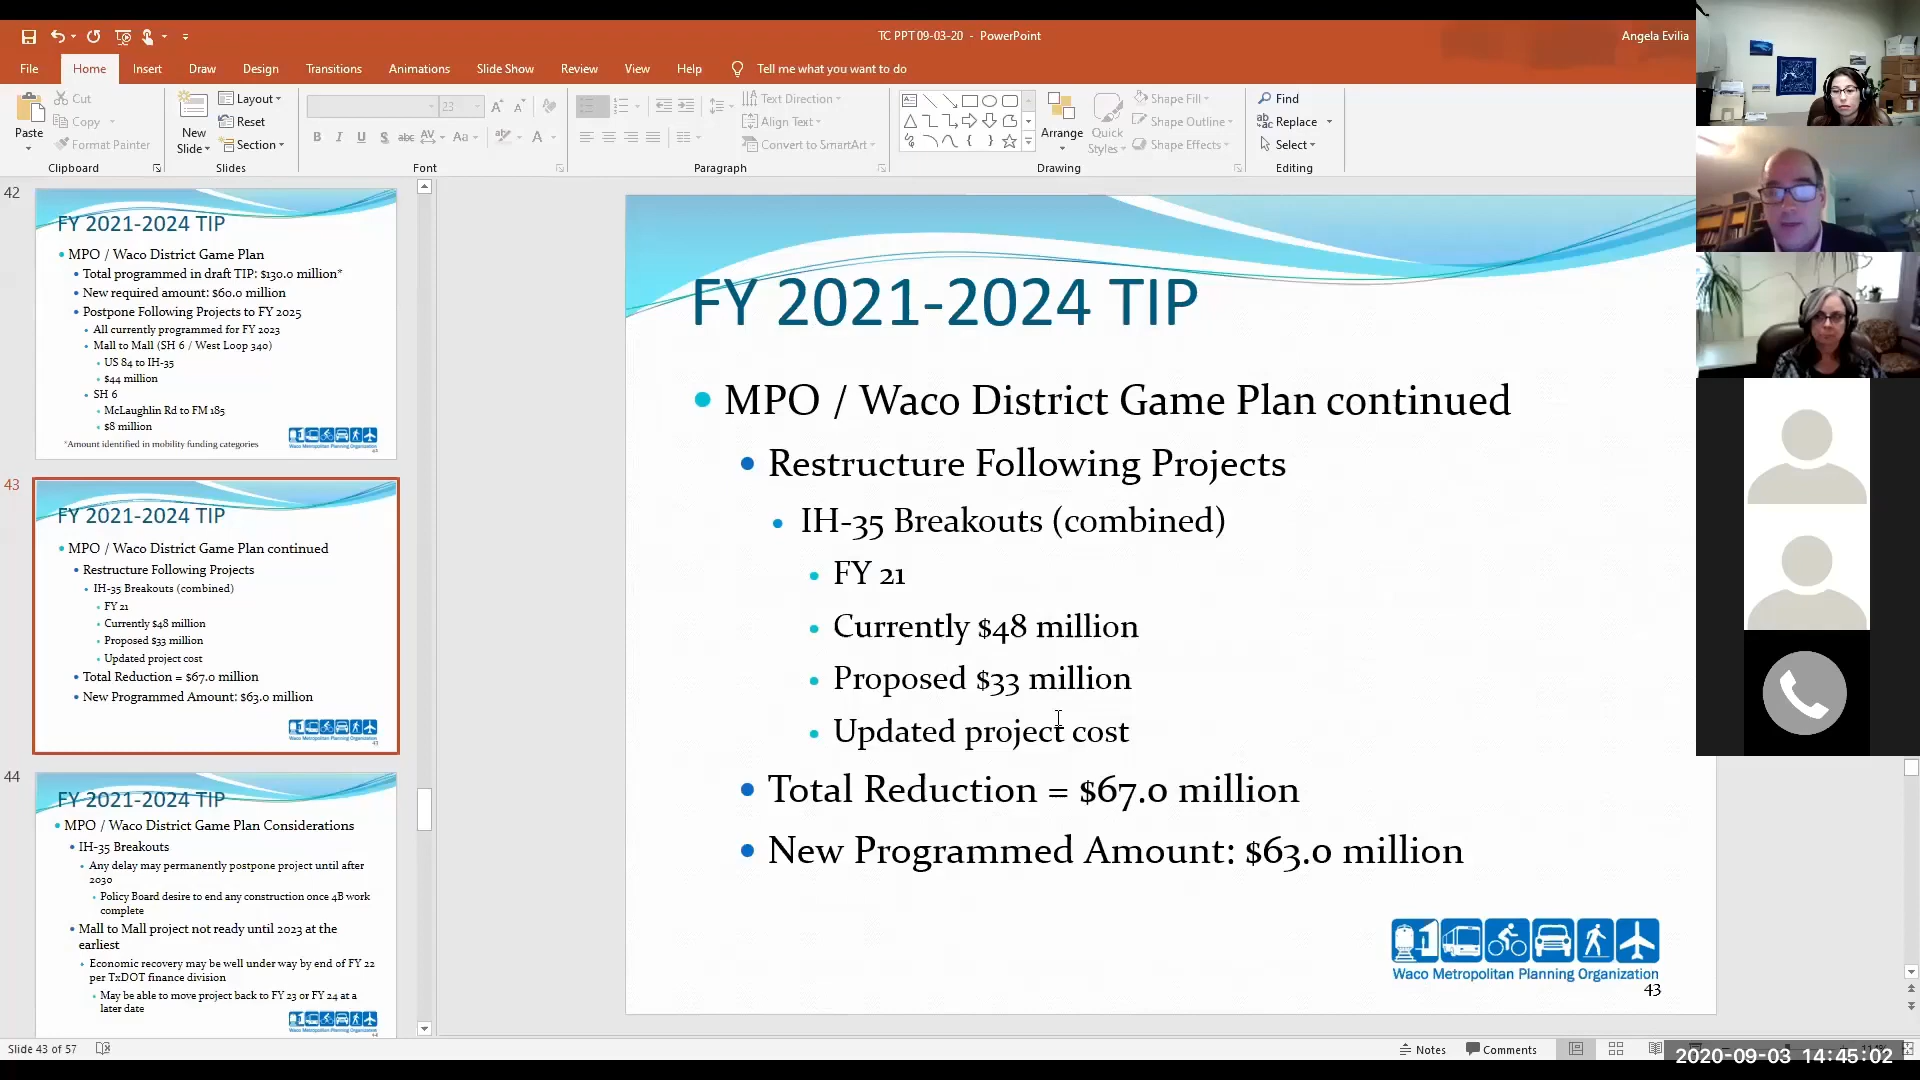 TC PPT 09-03-20 - PowerPoint
Angela Evilia
File Home Insert Draw Design Transitions Animations Slide Show Review View Help Tell me what you want to do
Paste
Cut
Copy
Format Painter
Clipboard
New
Slide
Layout
Reset
Section
Slides
23
B I U S abc AV Aa A
Font
Text Direction
Align Text
Convert to SmartArt
Paragraph
Arrange
Quick
Styles
Shape Fill
Shape Outline
Shape Effects
Drawing
Find
Replace
Select
Editing
42
FY 2021-2024 TIP
MPO / Waco District Game Plan
Total programmed in draft TIP: $130.0 million*
New required amount: $60.0 million
Postpone Following Projects to FY 2025
All currently programmed for FY 2023
Mall to Mall (SH 6 / West Loop 340)
US 84 to IH-35
$44 million
SH 6
McLaughlin Rd to FM 185
$8 million
*Amount identified in mobility funding categories
Waco Metropolitan Planning Organization
43
FY 2021-2024 TIP
MPO / Waco District Game Plan continued
Restructure Following Projects
IH-35 Breakouts (combined)
FY 21
Currently $48 million
Proposed $33 million
Updated project cost
Total Reduction = $67.0 million
New Programmed Amount: $63.0 million
Waco Metropolitan Planning Organization
43
44
FY 2021-2024 TIP
MPO / Waco District Game Plan Considerations
IH-35 Breakouts
Any delay may permanently postpone project until after
2030
Policy Board desire to end any construction once 4B work
complete
Mall to Mall project not ready until 2023 at the
earliest
Economic recovery may be well under way by end of FY 22
per TxDOT finance division
May be able to move project back to FY 23 or FY 24 at a
later date
FY 2021-2024 TIP
MPO / Waco District Game Plan continued
Restructure Following Projects
IH-35 Breakouts (combined)
FY 21
Currently $48 million
Proposed $33 million
Updated project cost
Total Reduction = $67.0 million
New Programmed Amount: $63.0 million
Waco Metropolitan Planning Organization
43
Slide 43 of 57
Notes
Comments
2020-09-03 14:45:02